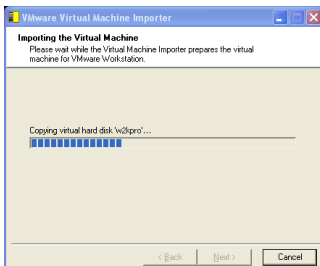 VMware Virtual Machine Importer
Importing the Virtual Machine
Please wait while the Virtual Machine Importer prepares the virtual
machine for VMware Workstation.
Copying virtual hard disk 'w2kpro'...
< Back
Next >
Cancel